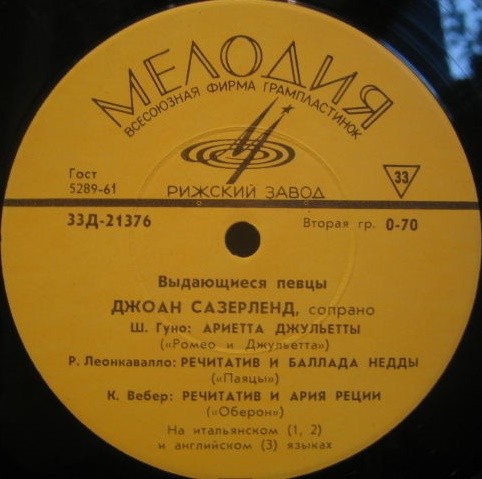 МЕЛОДИЯ
ВСЕСОЮЗНАЯ ФИРМА ГРАМПЛАСТИНОК
Гост
5289-61
33
РИЖСКИЙ ЗАВОД
33Д-21376
Вторая гр. 0-70
Выдающиеся певцы
ДЖОАН САЗЕРЛЕНД, сопрано
Ш. Гуно: АРИЕТТА ДЖУЛЬЕТТЫ
(«Ромео и Джульетта»)
Р. Леонкавалло: РЕЧИТАТИВ И БАЛЛАДА НЕДДЫ
(«Паяцы»)
К. Вебер: РЕЧИТАТИВ И АРИЯ РЕЦИИ
(«Оберон»)
На итальянском (1, 2)
и английском (3) языках